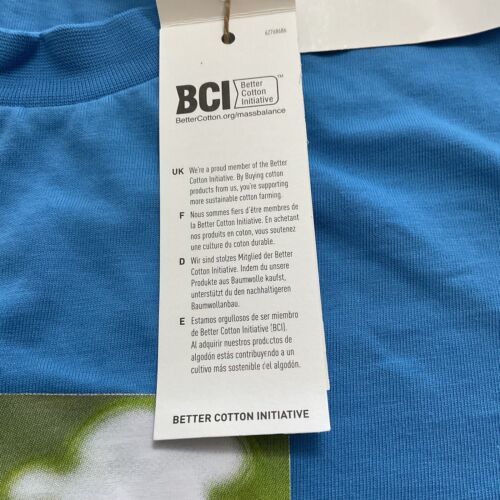 62768686
BCI Better Cotton Initiative™
BetterCotton.org/massbalance
UK We're a proud member of the Better
Cotton Initiative. By Buying cotton
products from us, you're supporting
more sustainable cotton farming.
F Nous sommes fiers d'être membres de
la Better Cotton Initiative. En achetant
nos produits en coton, vous soutenez
une culture du coton durable.
D Wir sind stolzes Mitglied der Better
Cotton Initiative. Indem du unsere
Produkte aus Baumwolle kaufst,
unterstützt du den nachhaltigeren
Baumwollanbau.
E Estamos orgullosos de ser miembro
de Better Cotton Initiative (BCI).
Al adquirir nuestros productos de
algodón estás contribuyendo a un
cultivo más sostenible del algodón.
BETTER COTTON INITIATIVE